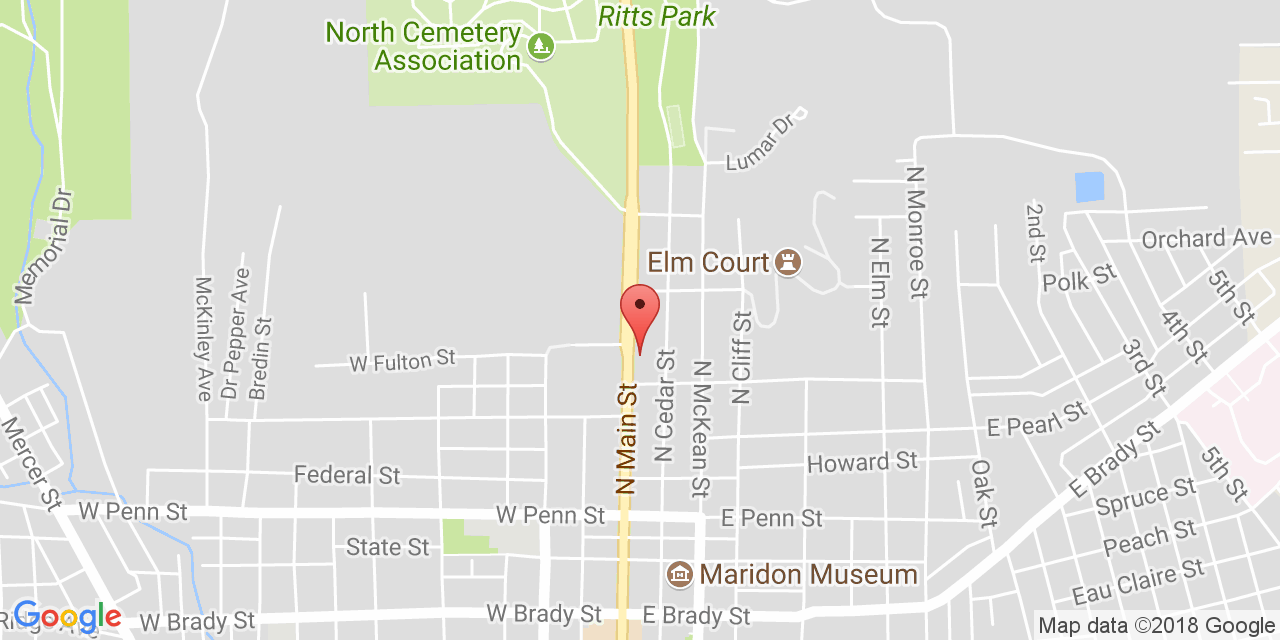 Ritts Park
North Cemetery
Association
Lumar Dr
Memorial Dr
N Monroe St
2nd St
Orchard Ave
Elm Court
N Elm St
Polk St
5th St
McKinley Ave
Dr Pepper Ave
Bredin St
W Fulton St
N Cliff St
4th St
3rd St
N Main St
N Cedar St
N McKean St
E Pearl St
Mercer St
Federal St
Howard St
Oak St
E Brady St
5th St
Spruce St
W Penn St
W Penn St
E Penn St
Peach St
State St
Maridon Museum
Eau Claire St
Google
W Brady St
W Brady St
E Brady St
Map data ©2018 Google